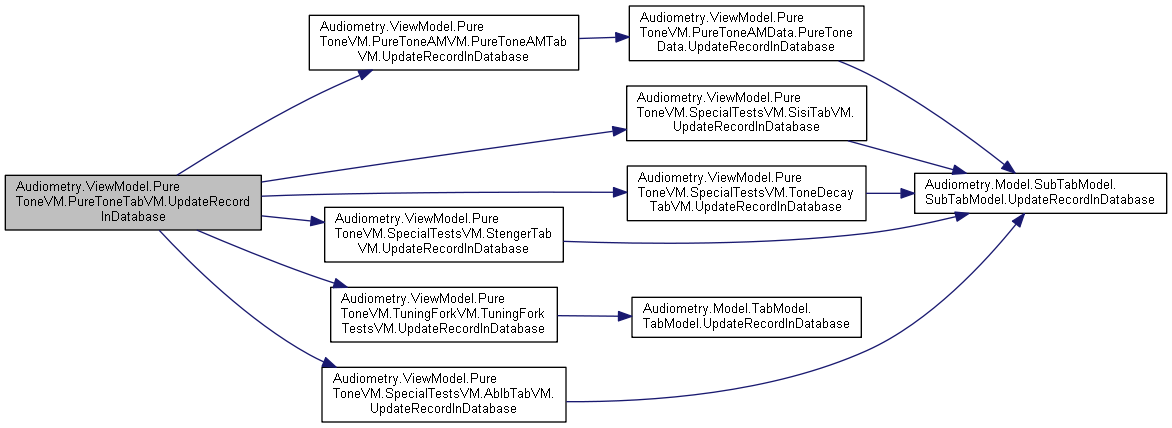 Audiometry.ViewModel.Pure
ToneVM.PureToneTabVM.UpdateRecord
InDatabase
Audiometry.ViewModel.Pure
ToneVM.PureToneAMVM.PureToneAMTab
VM.UpdateRecordInDatabase
Audiometry.ViewModel.Pure
ToneVM.PureToneAMData.PureTone
Data.UpdateRecordInDatabase
Audiometry.ViewModel.Pure
ToneVM.SpecialTestsVM.SisiTabVM.
UpdateRecordInDatabase
Audiometry.ViewModel.Pure
ToneVM.SpecialTestsVM.ToneDecay
TabVM.UpdateRecordInDatabase
Audiometry.Model.SubTabModel.
SubTabModel.UpdateRecordInDatabase
Audiometry.ViewModel.Pure
ToneVM.SpecialTestsVM.StengerTab
VM.UpdateRecordInDatabase
Audiometry.ViewModel.Pure
ToneVM.TuningForkVM.TuningFork
TestsVM.UpdateRecordInDatabase
Audiometry.Model.TabModel.
TabModel.UpdateRecordInDatabase
Audiometry.ViewModel.Pure
ToneVM.SpecialTestsVM.AblbTabVM.
UpdateRecordInDatabase